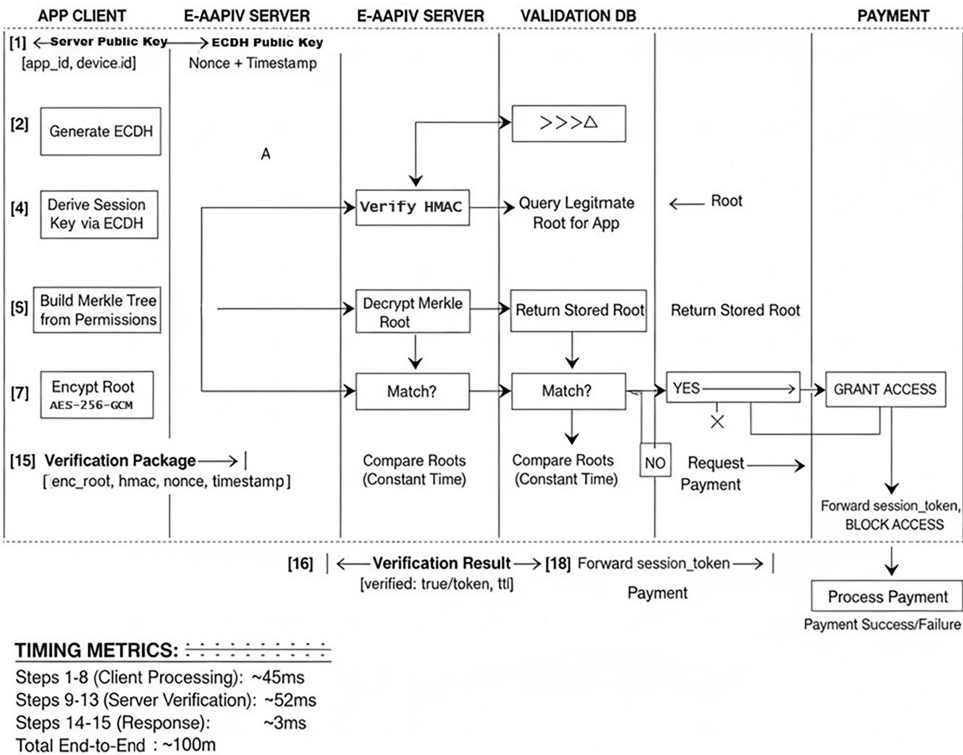 APP CLIENT E-AAPIV SERVER E-AAPIV SERVER VALIDATION DB PAYMENT
[1] Server Public Key ECDH Public Key
[app_id, device.id] Nonce + Timestamp
[2] Generate ECDH
>>>△
A
[4] Derive Session
Key via ECDH
Verify HMAC
Query Legitmate
Root for App
Root
[S] Build Merkle Tree
from Permissions
Decrypt Merkle
Root
Return Stored Root
Return Stored Root
[7] Encypt Root
AES-256-GCM
Match?
Match?
YES
GRANT ACCESS
[15] Verification Package
[enc_root, hmac, nonce, timestamp]
Compare Roots
(Constant Time)
Compare Roots
(Constant Time)
NO
Request
Payment
Forward session_token,
BLOCK ACCESS
[16] Verification Result [18] Forward session_token
[verified: true/token, ttl]
Payment
Process Payment
Payment Success/Failure
TIMING METRICS:
Steps 1-8 (Client Processing): ~45ms
Steps 9-13 (Server Verification): ~52ms
Steps 14-15 (Response): ~3ms
Total End-to-End : ~100m